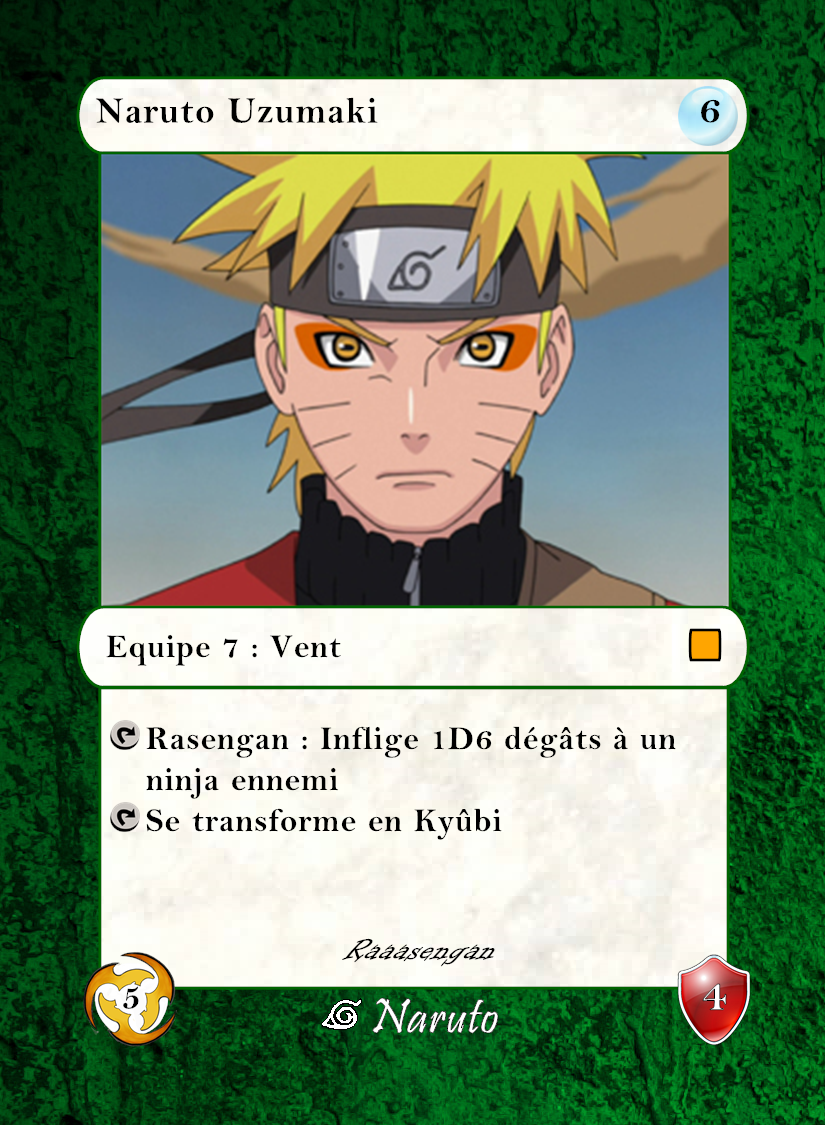 Naruto Uzumaki
6
Equipe 7 : Vent
Rasengan : Inflige 1D6 dégâts à un
ninja ennemi
Se transforme en Kyûbi
Raaasengan
5
Naruto
4